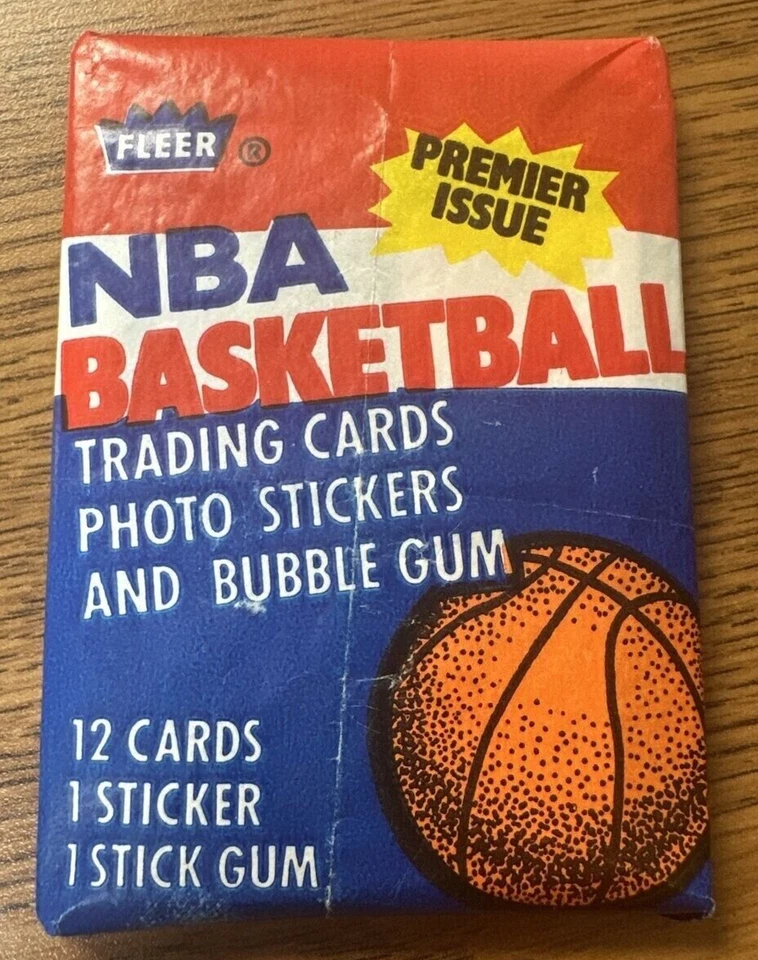 FLEER ®
PREMIER
ISSUE
NBA
BASKETBALL
TRADING CARDS
PHOTO STICKERS
AND BUBBLE GUM
12 CARDS
1 STICKER
1 STICK GUM